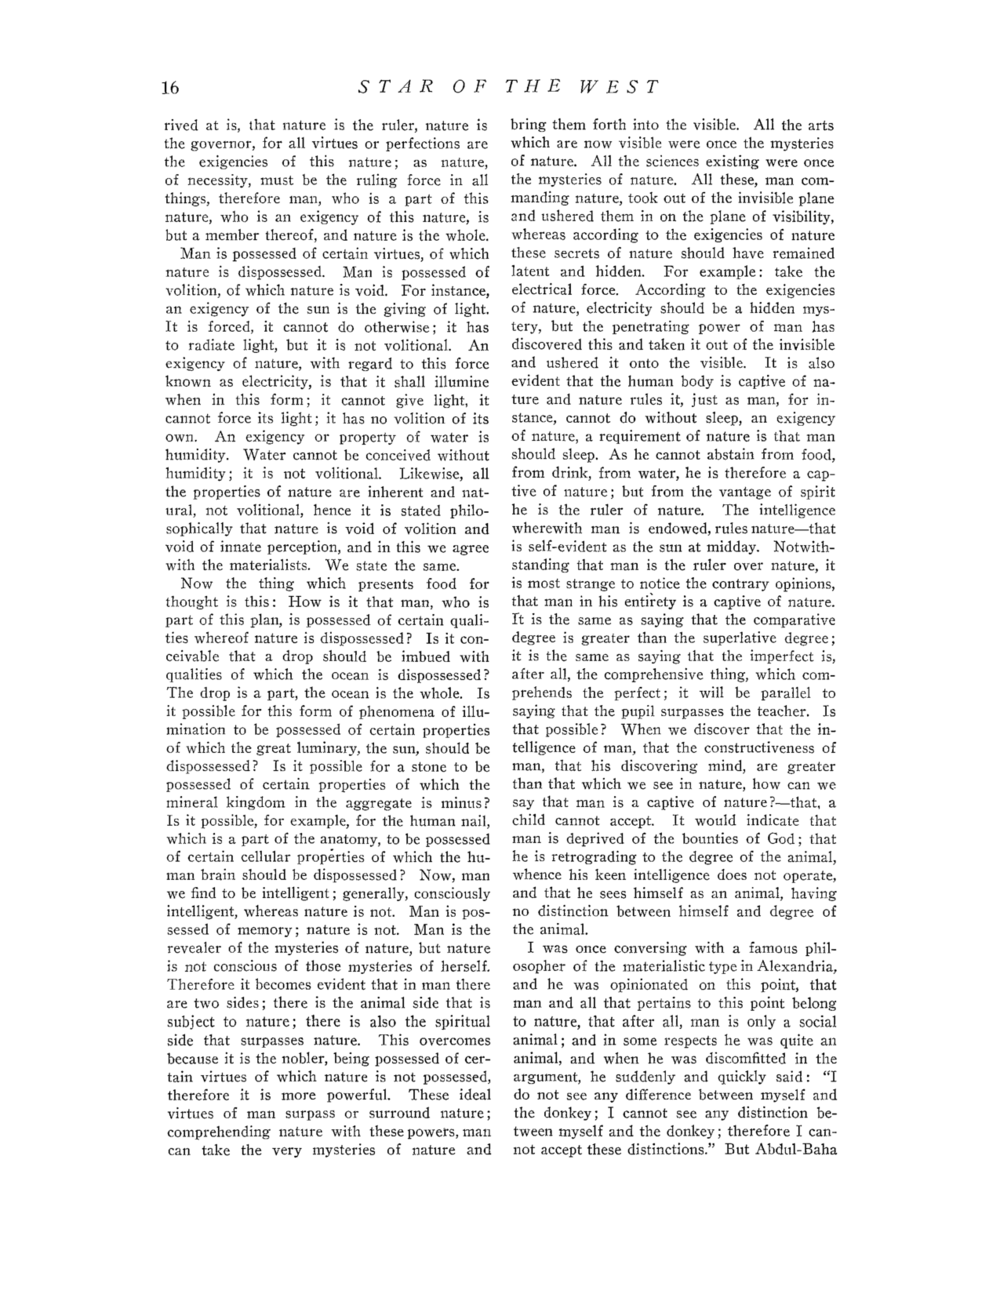 16
STAR OF THE WEST
rived at is, that nature is the ruler, nature is
the governor, for all virtues or perfections are
the exigencies of this nature; as nature,
of necessity, must be the ruling force in all
things, therefore man, who is a part of this
nature, who is an exigency of this nature, is
but a member thereof, and nature is the whole.
Man is possessed of certain virtues, of which
nature is dispossessed. Man is possessed of
volition, of which nature is void. For instance,
an exigency of the sun is the giving of light.
It is forced, it cannot do otherwise; it has
to radiate light, but it is not volitional. An
exigency of nature, with regard to this force
known as electricity, is that it shall illumine
when in this form; it cannot give light, it
cannot force its light; it has no volition of its
own. An exigency or property of water is
humidity. Water cannot be conceived without
humidity; it is not volitional. Likewise, all
the properties of nature are inherent and nat-
ural, not volitional, hence it is stated philo-
sophically that nature is void of volition and
void of innate perception, and in this we agree
with the materialists. We state the same.
Now the thing which presents food for
thought is this: How is it that man, who is
part of this plan, is possessed of certain quali-
ties whereof nature is dispossessed? Is it con-
ceivable that a drop should be imbued with
qualities of which the ocean is dispossessed?
The drop is a part, the ocean is the whole. Is
it possible for this form of phenomena of illu-
mination to be possessed of certain properties
of which the great luminary, the sun, should be
dispossessed? Is it possible for a stone to be
possessed of certain properties of which the
mineral kingdom in the aggregate is minus?
Is it possible, for example, for the human nail,
which is a part of the anatomy, to be possessed
of certain cellular properties of which the hu-
man brain should be dispossessed? Now, man
we find to be intelligent; generally, consciously
intelligent, whereas nature is not. Man is pos-
sessed of memory; nature is not. Man is the
revealer of the mysteries of nature, but nature
is not conscious of those mysteries of herself.
Therefore it becomes evident that in man there
are two sides; there is the animal side that is
subject to nature; there is also the spiritual
side that surpasses nature. This overcomes
because it is the nobler, being possessed of cer-
tain virtues of which nature is not possessed,
therefore it is more powerful. These ideal
virtues of man surpass or surround nature;
comprehending nature with these powers, man
can take the very mysteries of nature and
bring them forth into the visible. All the arts
which are now visible were once the mysteries
of nature. All the sciences existing were once
the mysteries of nature. All these, man com-
manding nature, took out of the invisible plane
and ushered them in on the plane of visibility,
whereas according to the exigencies of nature
these secrets of nature should have remained
latent and hidden. For example: take the
electrical force. According to the exigencies
of nature, electricity should be a hidden mys-
tery, but the penetrating power of man has
discovered this and taken it out of the invisible
and ushered it onto the visible. It is also
evident that the human body is captive of na-
ture and nature rules it, just as man, for in-
stance, cannot do without sleep, an exigency
of nature, a requirement of nature is that man
should sleep. As he cannot abstain from food,
from drink, from water, he is therefore a cap-
tive of nature; but from the vantage of spirit
he is the ruler of nature. The intelligence
wherewith man is endowed, rules nature—that
is self-evident as the sun at midday. Notwith-
standing that man is the ruler over nature, it
is most strange to notice the contrary opinions,
that man in his entirety is a captive of nature.
It is the same as saying that the comparative
degree is greater than the superlative degree;
it is the same as saying that the imperfect is,
after all, the comprehensive thing, which com-
prehends the perfect; it will be parallel to
saying that the pupil surpasses the teacher. Is
that possible? When we discover that the in-
telligence of man, that the constructiveness of
man, that his discovering mind, are greater
than that which we see in nature, how can we
say that man is a captive of nature?—that, a
child cannot accept. It would indicate that
man is deprived of the bounties of God; that
he is retrograding to the degree of the animal,
whence his keen intelligence does not operate,
and that he sees himself as an animal, having
no distinction between himself and degree of
the animal.
I was once conversing with a famous phil-
osopher of the materialistic type in Alexandria,
and he was opinionated on this point, that
man and all that pertains to this point belong
to nature, that after all, man is only a social
animal; and in some respects he was quite an
animal, and when he was discomfitted in the
argument, he suddenly and quickly said: "I
do not see any difference between myself and
the donkey; I cannot see any distinction be-
tween myself and the donkey; therefore I can-
not accept these distinctions." But Abdul-Baha